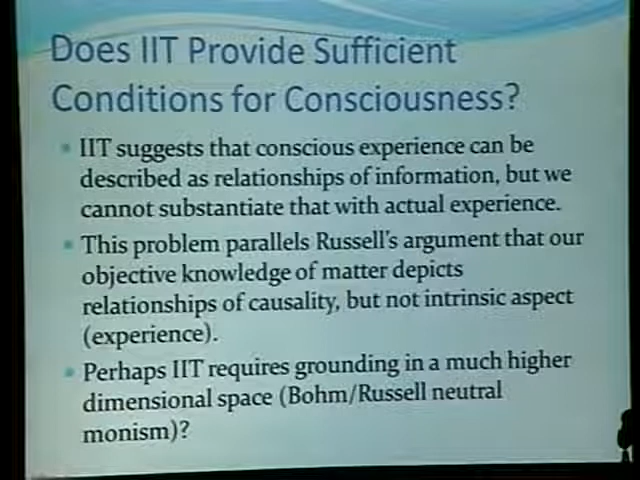 Does IIT Provide Sufficient
Conditions for Consciousness?
IIT suggests that conscious experience can be
described as relationships of information, but we
cannot substantiate that with actual experience.
This problem parallels Russell's argument that our
objective knowledge of matter depicts
relationships of causality, but not intrinsic aspect
(experience).
Perhaps IIT requires grounding in a much higher
dimensional space (Bohm/Russell neutral
monism)?